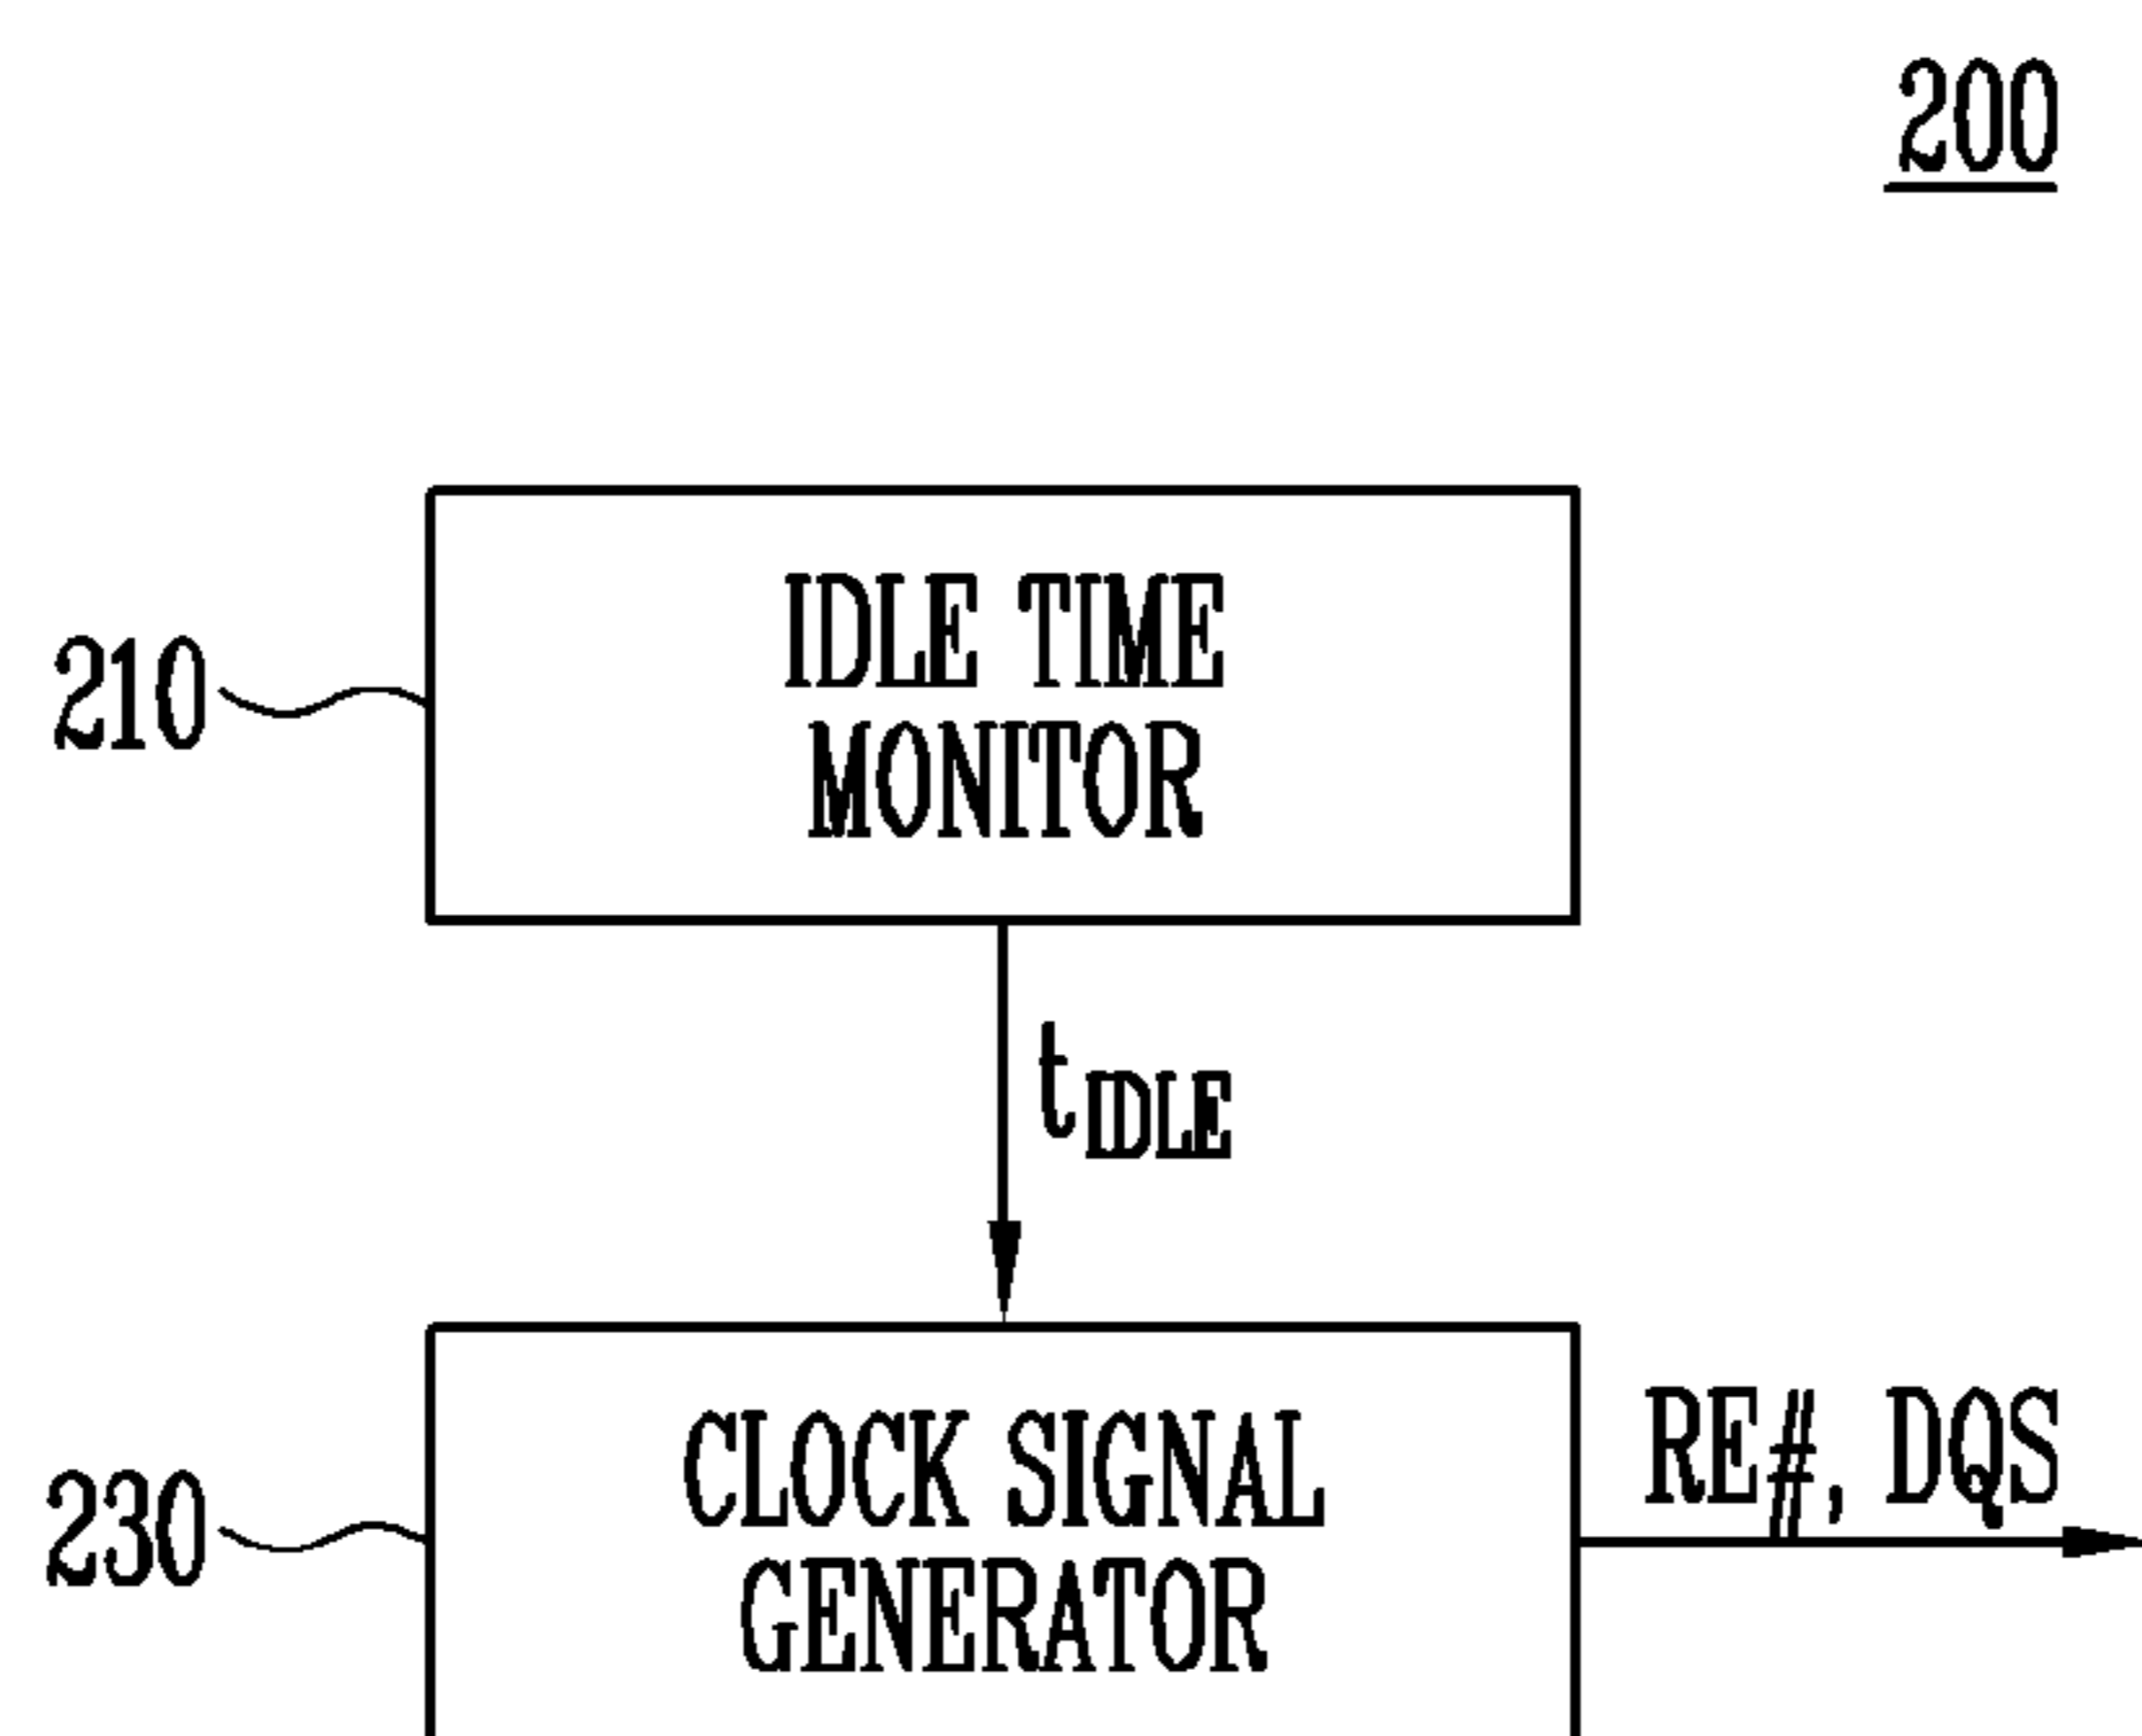 200
IDLE TIME
MONITOR
210
tIDLE
CLOCK SIGNAL
GENERATOR
230
RE#, DQS